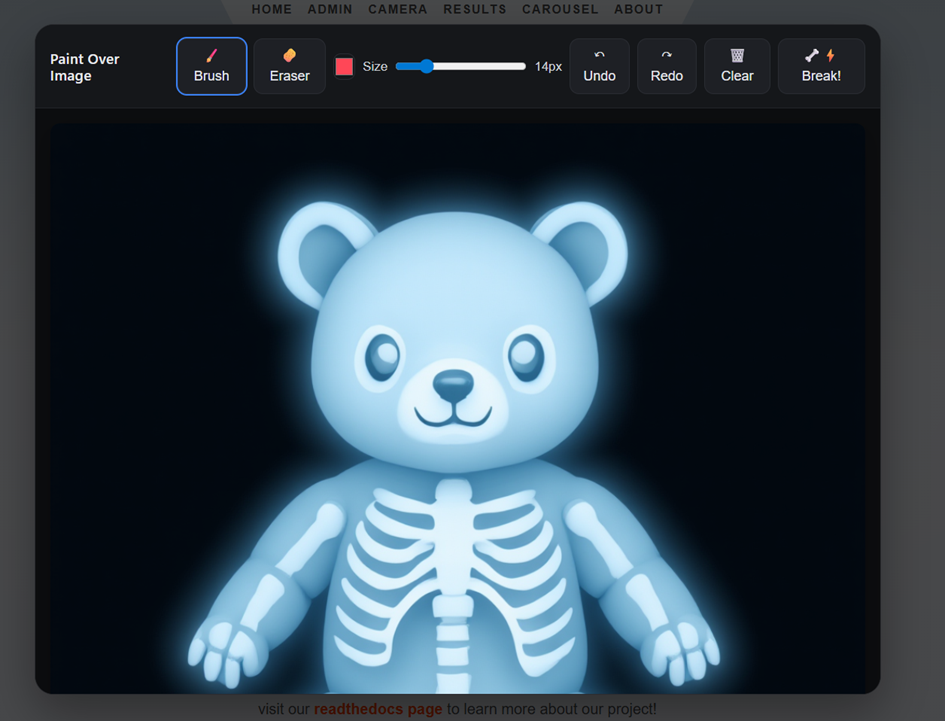 HOME ADMIN CAMERA RESULTS CAROUSEL ABOUT
Paint Over
Image
Brush
Eraser
Size
14px
Undo
Redo
Clear
Break!
visit our readthedocs page to learn more about our project!